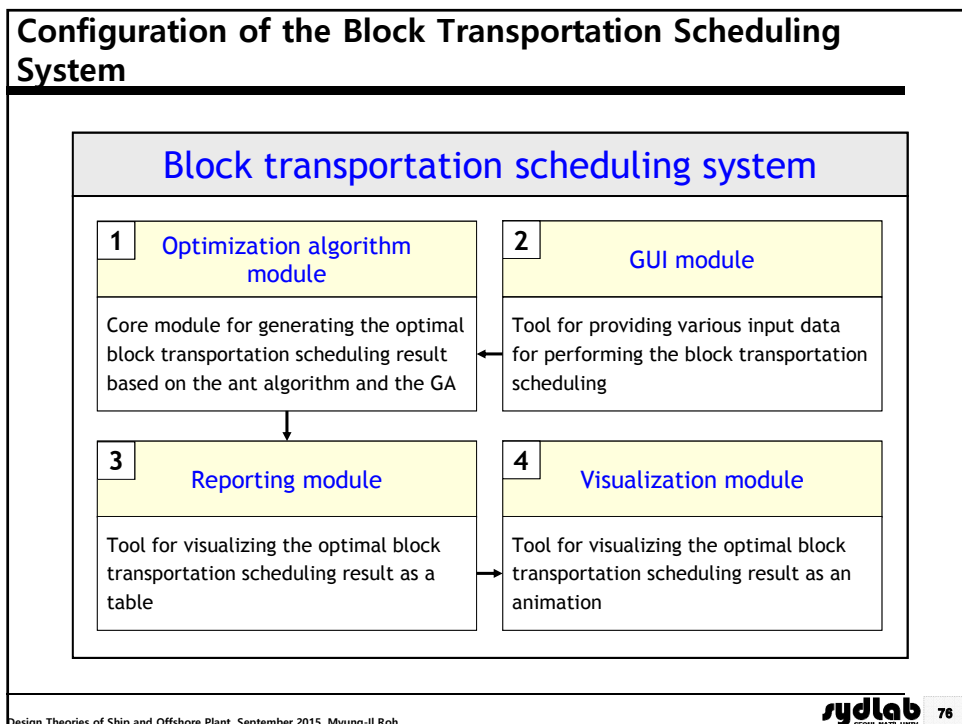 Configuration of the Block Transportation Scheduling
System
Block transportation scheduling system
1
Optimization algorithm
module
Core module for generating the optimal
block transportation scheduling result
based on the ant algorithm and the GA
2
GUI module
Tool for providing various input data
for performing the block transportation
scheduling
3
Reporting module
Tool for visualizing the optimal block
transportation scheduling result as a
table
4
Visualization module
Tool for visualizing the optimal block
transportation scheduling result as an
animation
Design Theories of Ship and Offshore Plant, September 2015, Myung-Il Roh
sydlab
SEOUL NAT'L UNIV.
76